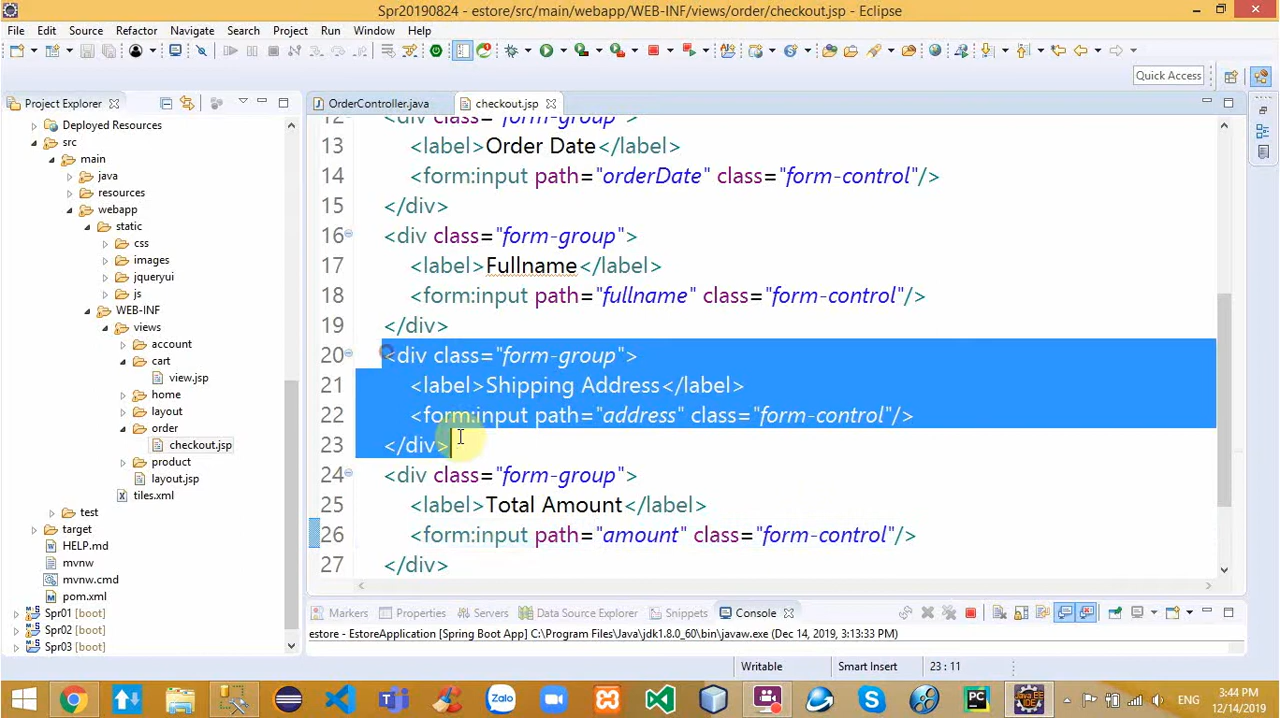 Spr20190824 - estore/src/main/webapp/WEB-INF/views/order/checkout.jsp - Eclipse
File Edit Source Refactor Navigate Search Project Run Window Help
Quick Access
Project Explorer
Deployed Resources
src
main
java
resources
webapp
static
css
images
jqueryui
js
WEB-INF
views
account
cart
view.jsp
home
layout
order
checkout.jsp
product
layout.jsp
tiles.xml
test
target
HELP.md
mvnw
mvnw.cmd
pom.xml
Spr01 [boot]
Spr02 [boot]
Spr03 [boot]
OrderController.java checkout.jsp
12 <div class="form-group">
13 <label>Order Date</label>
14 <form:input path="orderDate" class="form-control"/>
15 </div>
16 <div class="form-group">
17 <label>Fullname</label>
18 <form:input path="fullname" class="form-control"/>
19 </div>
20 <div class="form-group">
21 <label>Shipping Address</label>
22 <form:input path="address" class="form-control"/>
23 </div>
24 <div class="form-group">
25 <label>Total Amount</label>
26 <form:input path="amount" class="form-control"/>
27 </div>
Markers Properties Servers Data Source Explorer Snippets Console
estore - EstoreApplication [Spring Boot App] C:\Program Files\Java\jdk1.8.0_60\bin\javaw.exe (Dec 14, 2019, 3:13:33 PM)
Writable Smart Insert 23 : 11
Zalo
PC
ENG
3:44 PM
12/14/2019